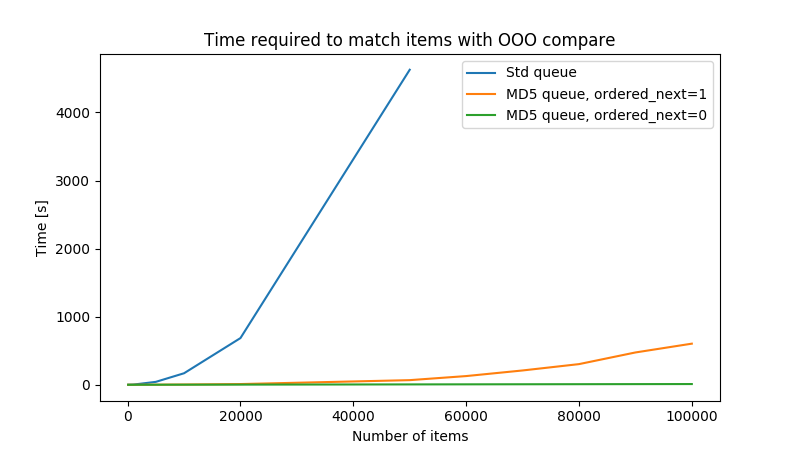 Time required to match items with OOO compare
Std queue
MD5 queue, ordered_next=1
MD5 queue, ordered_next=0
Time [s]
4000
3000
2000
1000
0
0 20000 40000 60000 80000 100000
Number of items